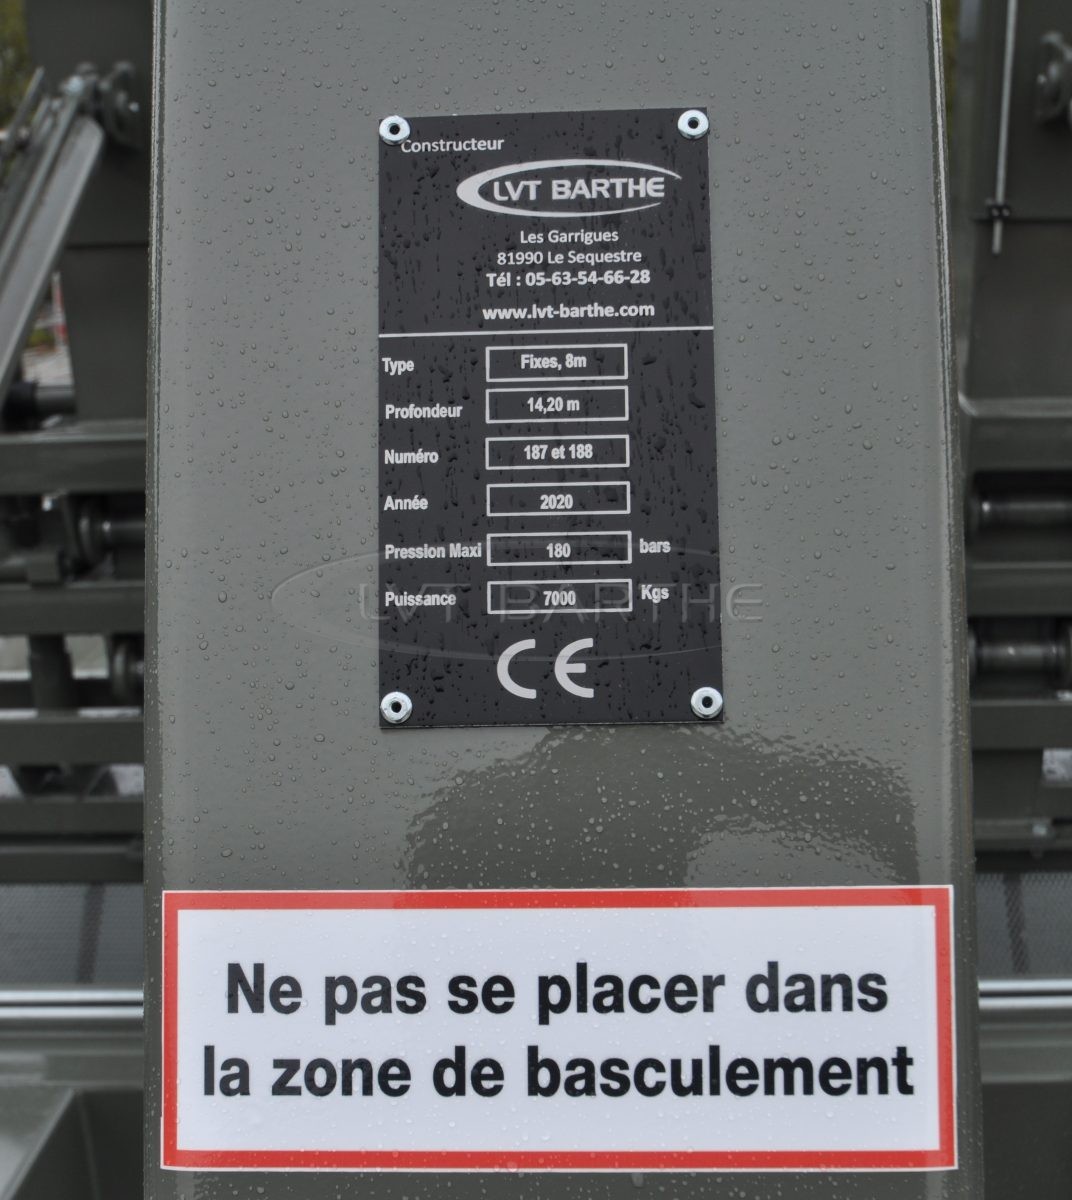 Constructeur
LVT BARTHE
Les Garrigues
81990 Le Sequestre
Tél : 05-63-54-66-28
www.lvt-barthe.com
Type Fixes, 8m
Profondeur 14,20 m
Numéro 187 et 188
Année 2020
Pression Maxi 180 bars
Puissance 7000 Kgs
LVT BARTHE
CE
Ne pas se placer dans
la zone de basculement